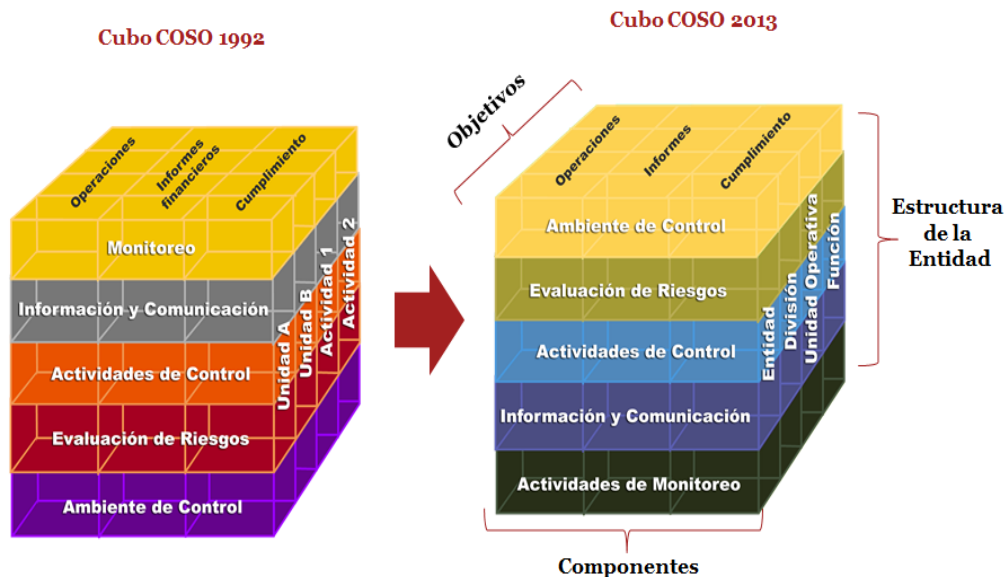 Cubo COSO 1992
Operaciones
Informes
financieros
Cumplimiento
Monitoreo
Información y Comunicación
Actividades de Control
Evaluación de Riesgos
Ambiente de Control
Unidad A
Unidad B
Actividad 1
Actividad 2
Cubo COSO 2013
Objetivos
Operaciones
Informes
Cumplimiento
Ambiente de Control
Evaluación de Riesgos
Actividades de Control
Información y Comunicación
Actividades de Monitoreo
Entidad
División
Unidad Operativa
Función
Estructura
de la
Entidad
Componentes